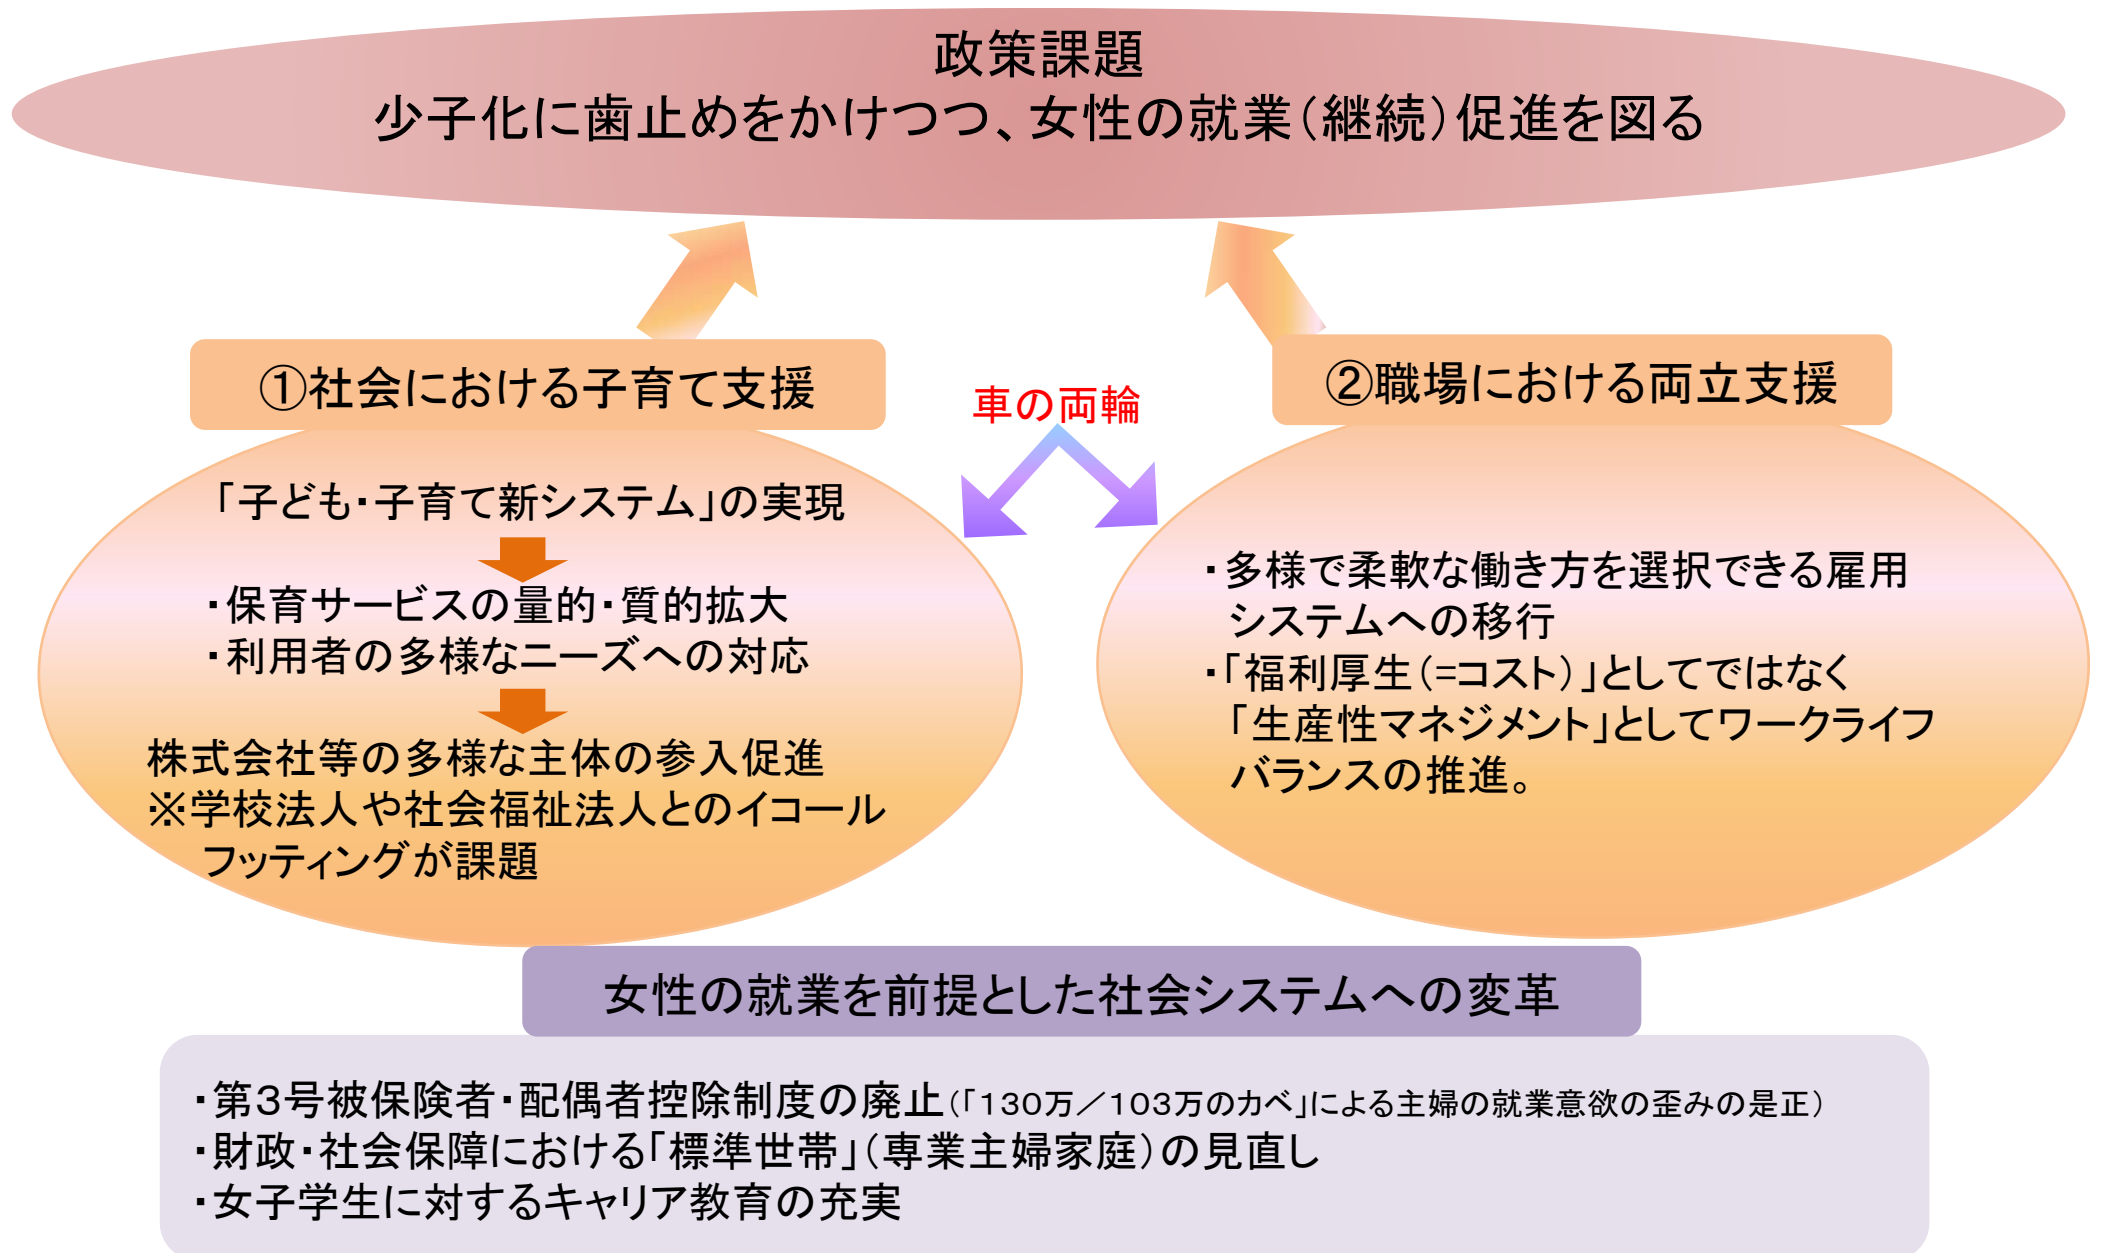 政策課題
少子化に歯止めをかけつつ、女性の就業（継続）促進を図る
①社会における子育て支援
②職場における両立支援
車の両輪
「子ども・子育て新システム」の実現
・保育サービスの量的・質的拡大
・利用者の多様なニーズへの対応
株式会社等の多様な主体の参入促進
※学校法人や社会福祉法人とのイコール
フッティングが課題
・多様で柔軟な働き方を選択できる雇用
システムへの移行
・「福利厚生（=コスト）」としてではなく
「生産性マネジメント」としてワークライフ
バランスの推進。
女性の就業を前提とした社会システムへの変革
・第３号被保険者・配偶者控除制度の廃止（「１３０万／１０３万のカベ」による主婦の就業意欲の歪みの是正）
・財政・社会保障における「標準世帯」（専業主婦家庭）の見直し
・女子学生に対するキャリア教育の充実